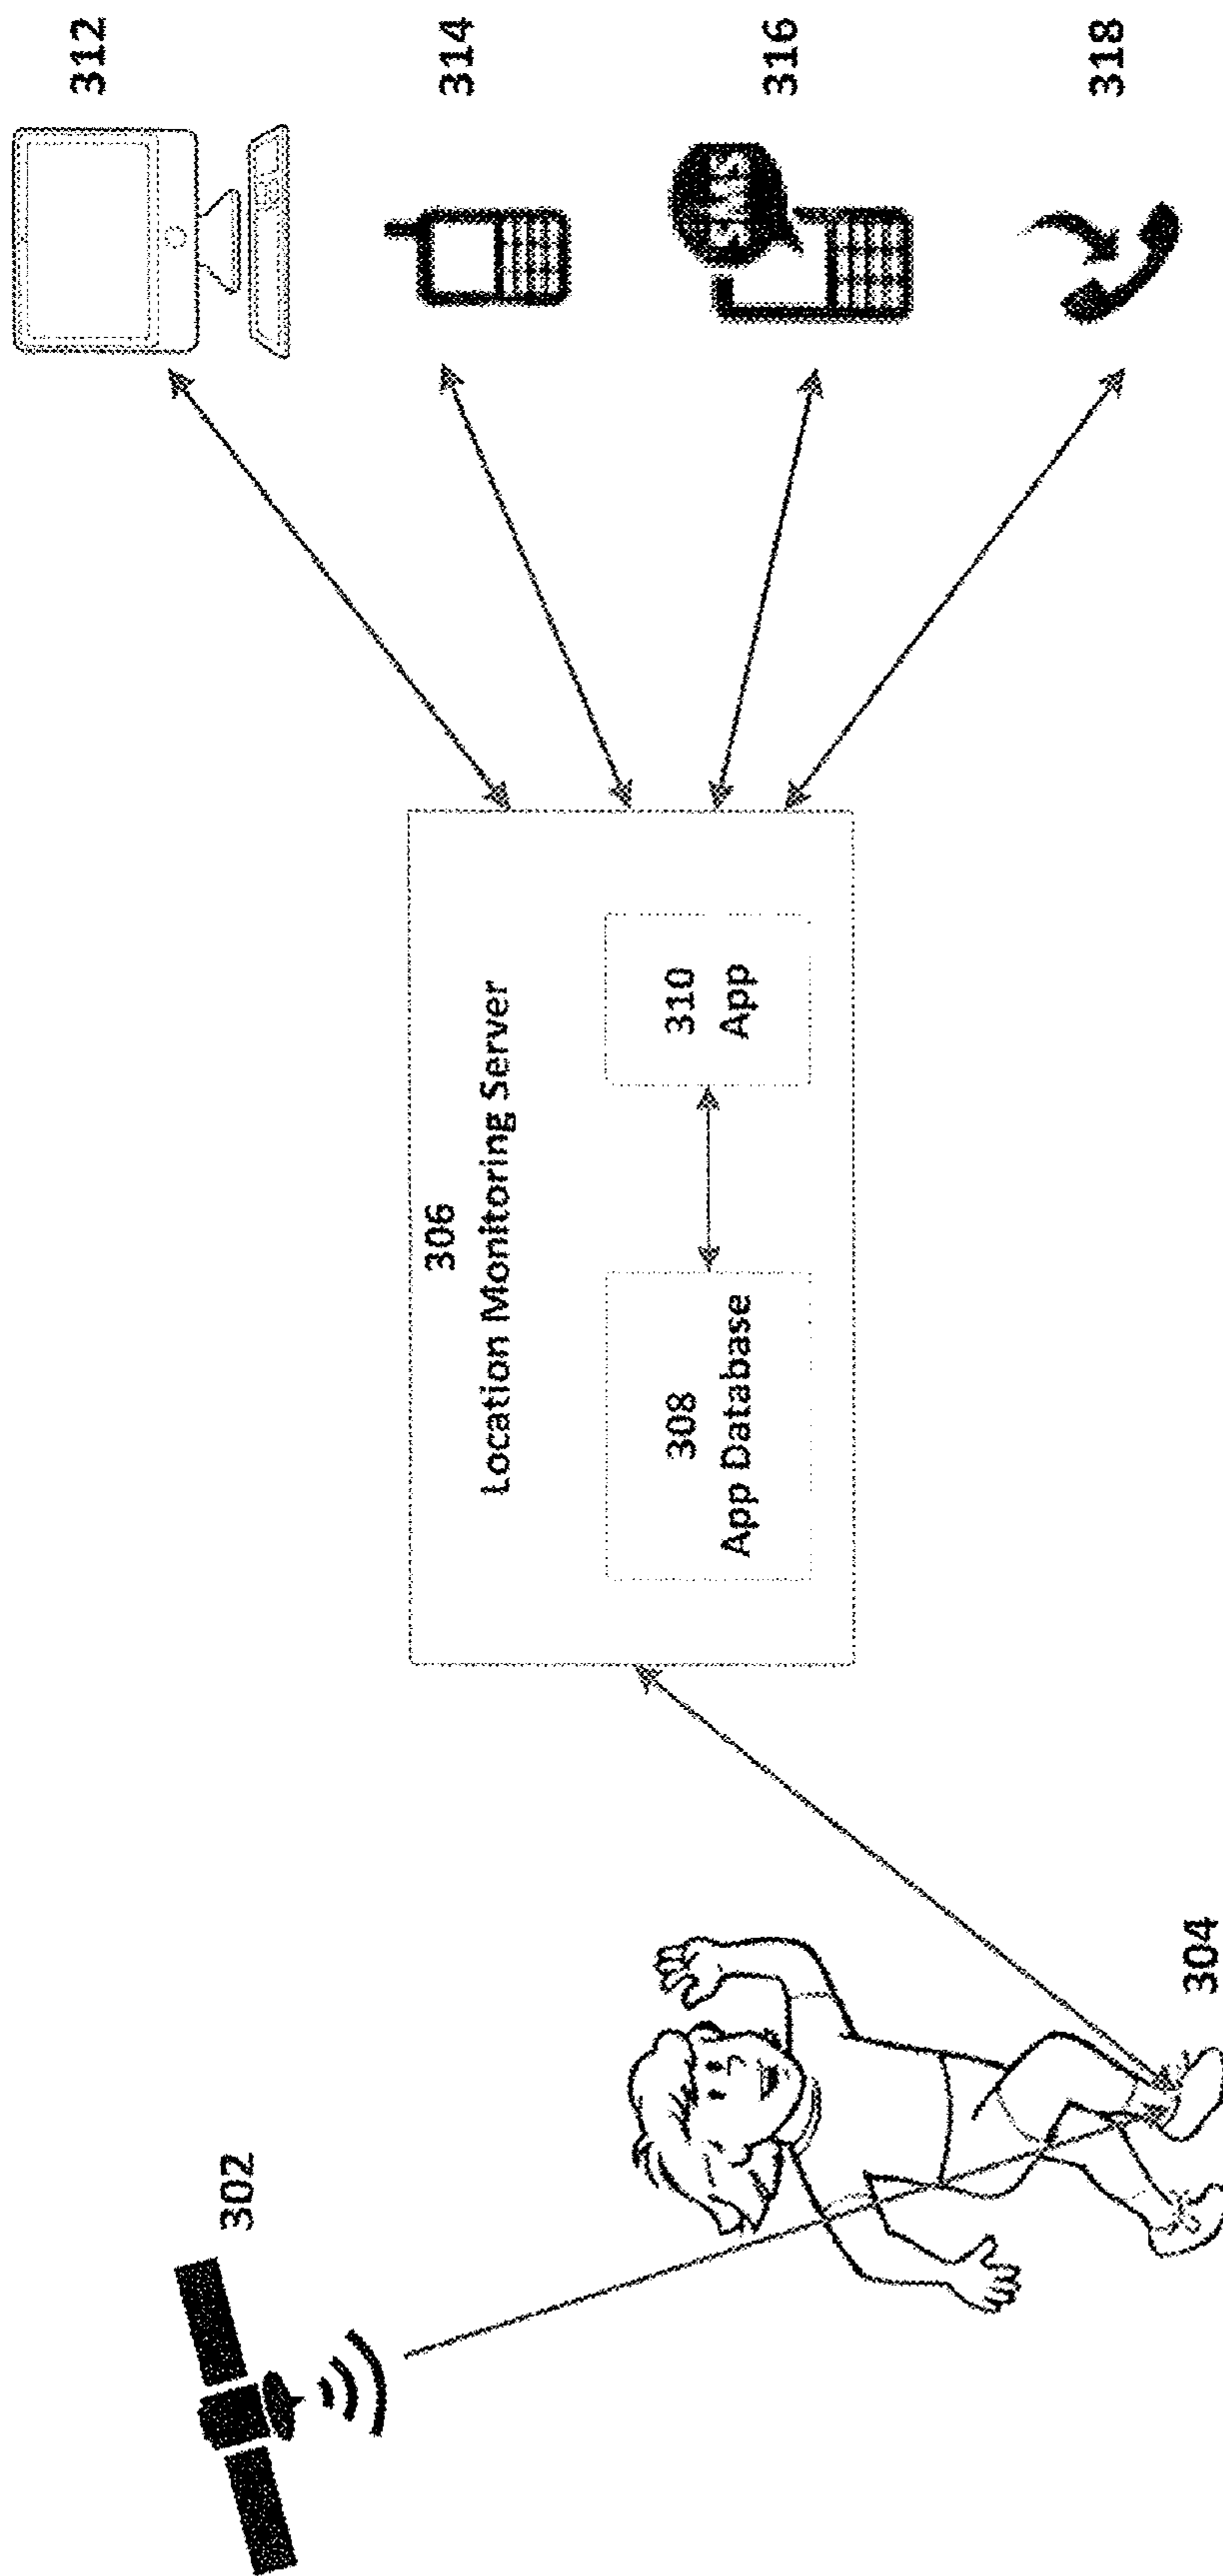 302
304
306
Location Monitoring Server
308
App Database
310
App
312
314
SMS
316
318